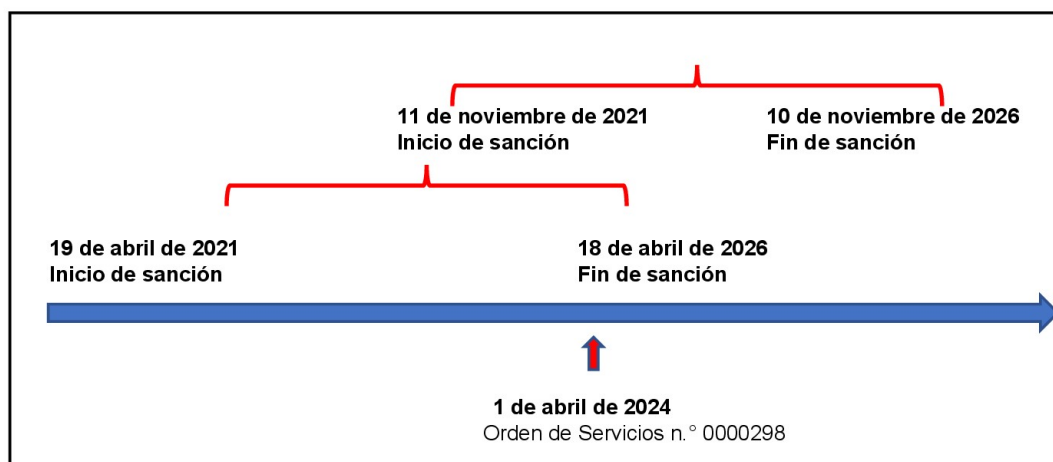 11 de noviembre de 2021
Inicio de sanción
10 de noviembre de 2026
Fin de sanción
19 de abril de 2021
Inicio de sanción
18 de abril de 2026
Fin de sanción
1 de abril de 2024
Orden de Servicios n.° 0000298